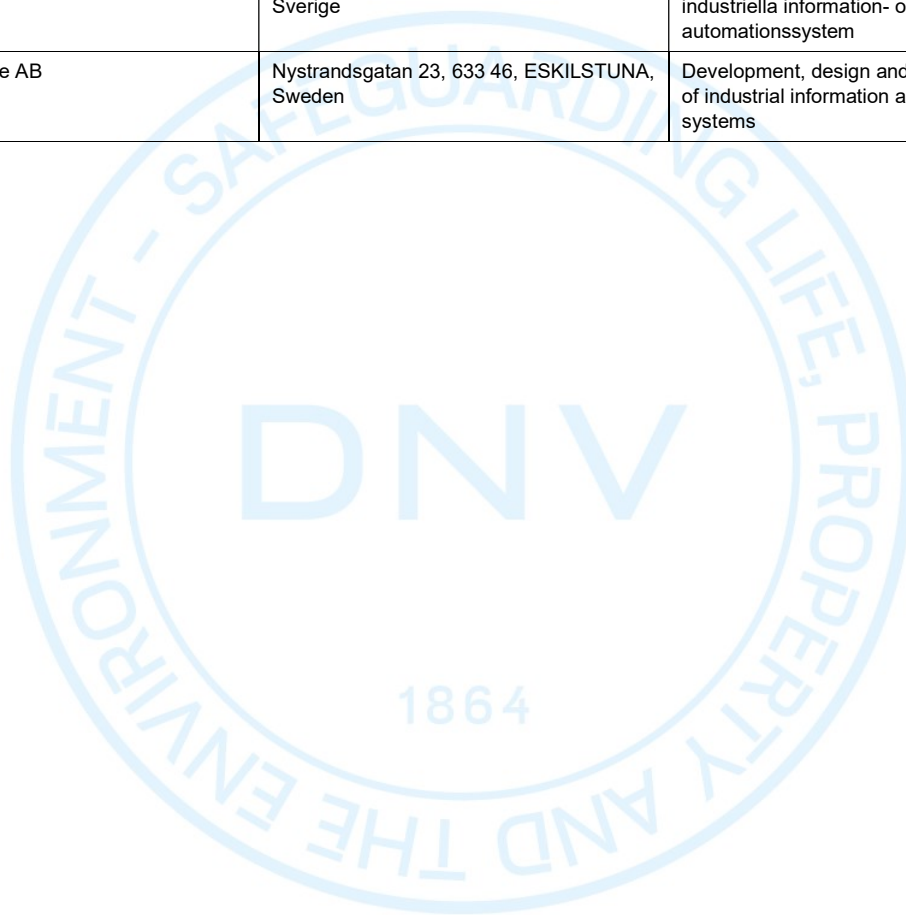 Sverige
industriella information- o
automationssystem
e AB
Nystrandsgatan 23, 633 46, ESKILSTUNA,
Sweden
Development, design and
of industrial information a
systems
SAFEGUARDING LIFE, PROPERTY AND THE ENVIRONMENT -
DNV
1864